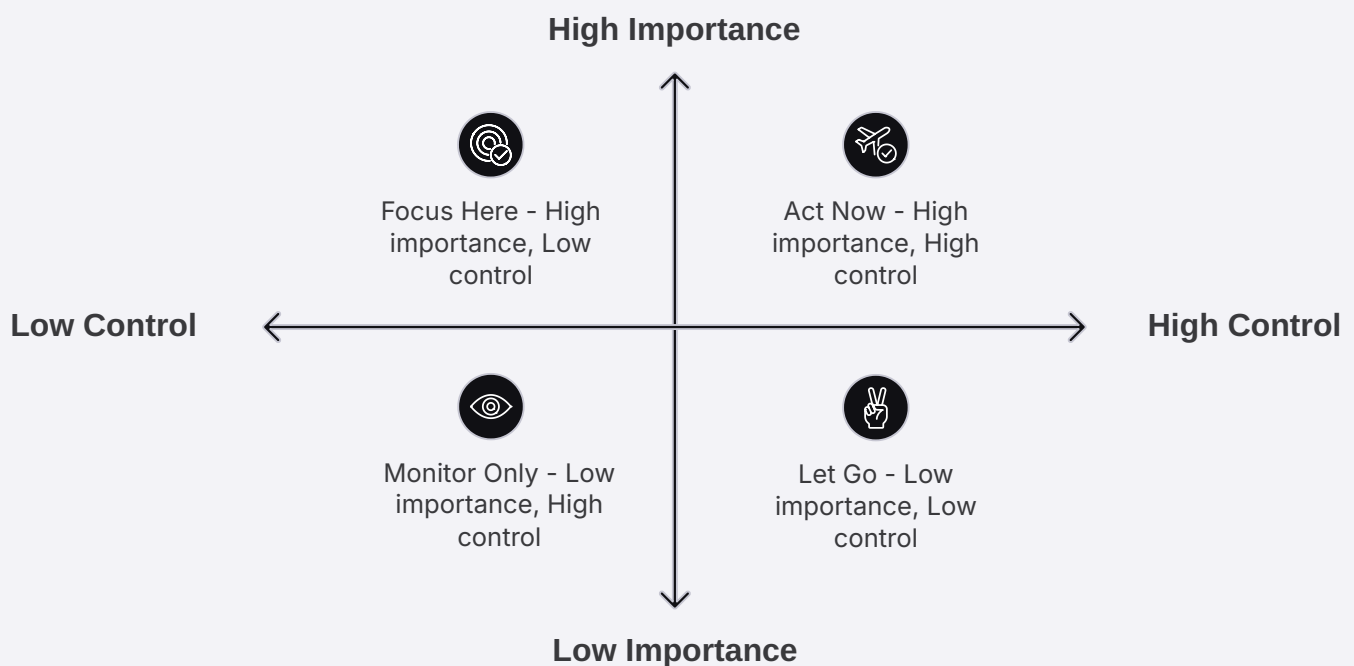 High Importance
Focus Here - High
importance, Low
control
Act Now - High
importance, High
control
Low Control
High Control
Monitor Only - Low
importance, High
control
Let Go - Low
importance, Low
control
Low Importance